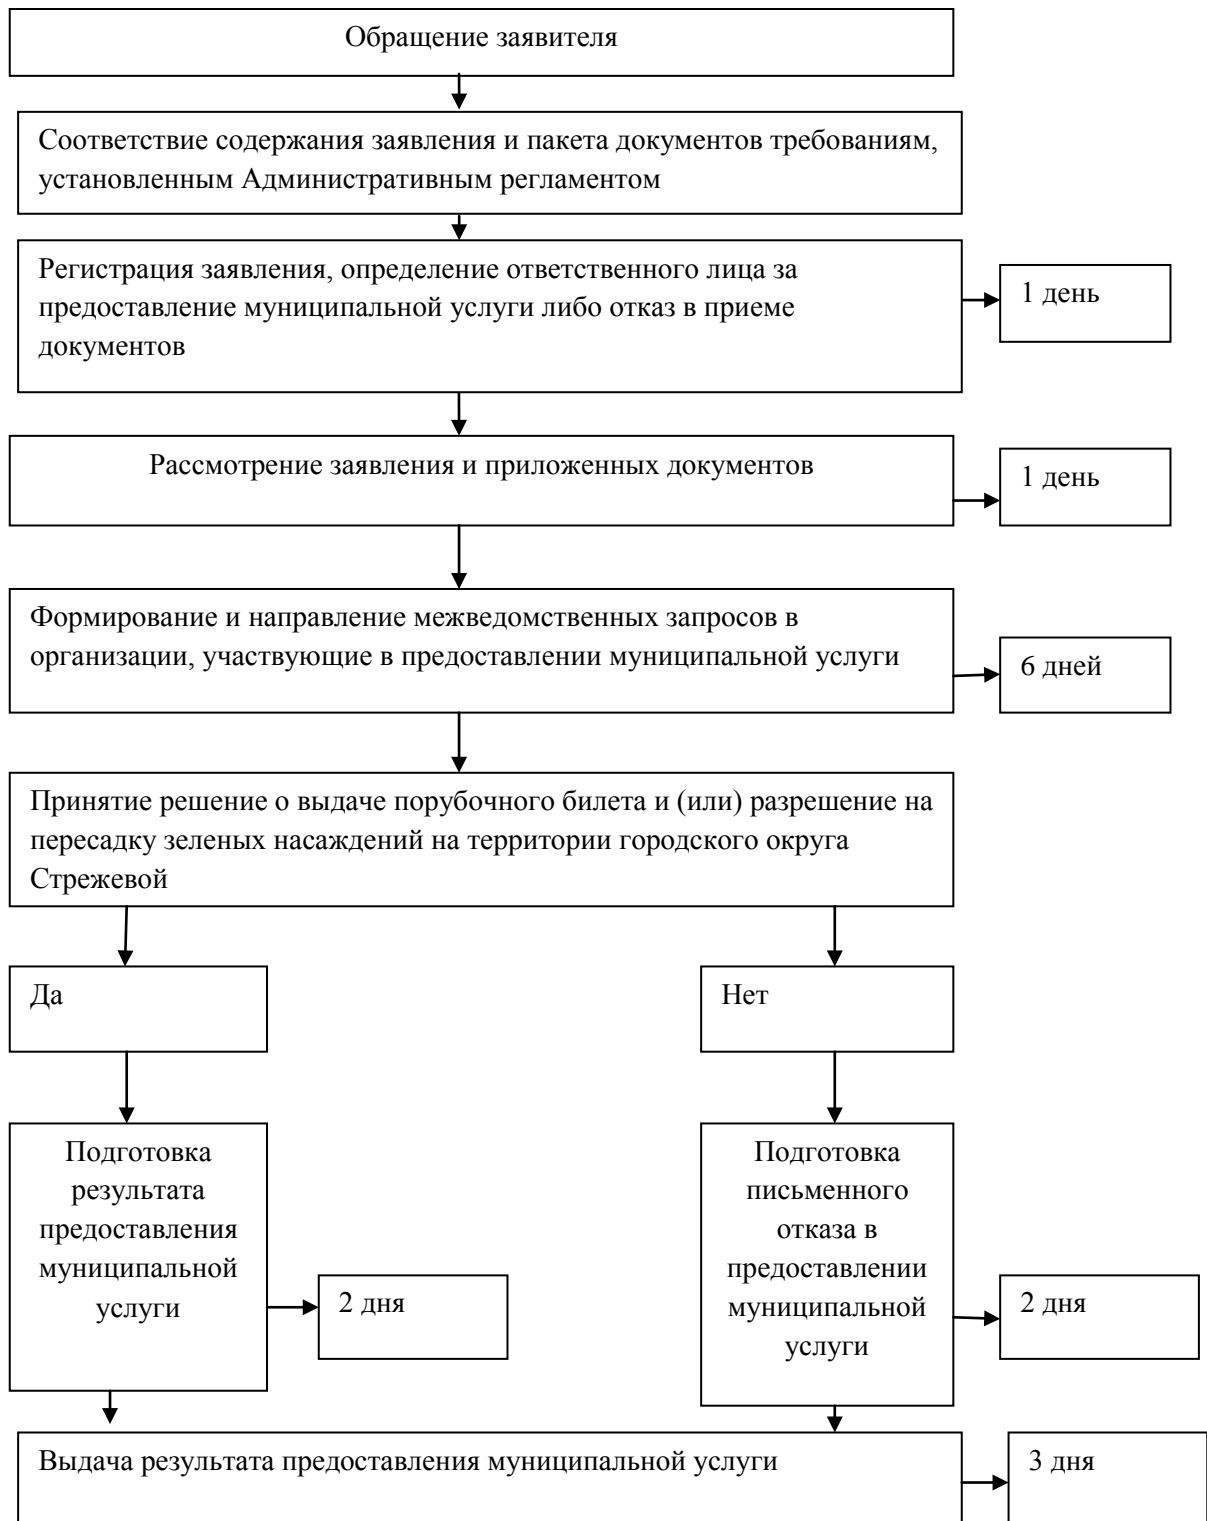 Обращение заявителя
Соответствие содержания заявления и пакета документов требованиям,
установленным Административным регламентом
Регистрация заявления, определение ответственного лица за
предоставление муниципальной услуги либо отказ в приеме
документов
1 день
Рассмотрение заявления и приложенных документов
1 день
Формирование и направление межведомственных запросов в
организации, участвующие в предоставлении муниципальной услуги
6 дней
Принятие решение о выдаче порубочного билета и (или) разрешение на
пересадку зеленых насаждений на территории городского округа
Стрежевой
Да
Нет
Подготовка
результата
предоставления
муниципальной
услуги
2 дня
Подготовка
письменного
отказа в
предоставлении
муниципальной
услуги
2 дня
Выдача результата предоставления муниципальной услуги
3 дня